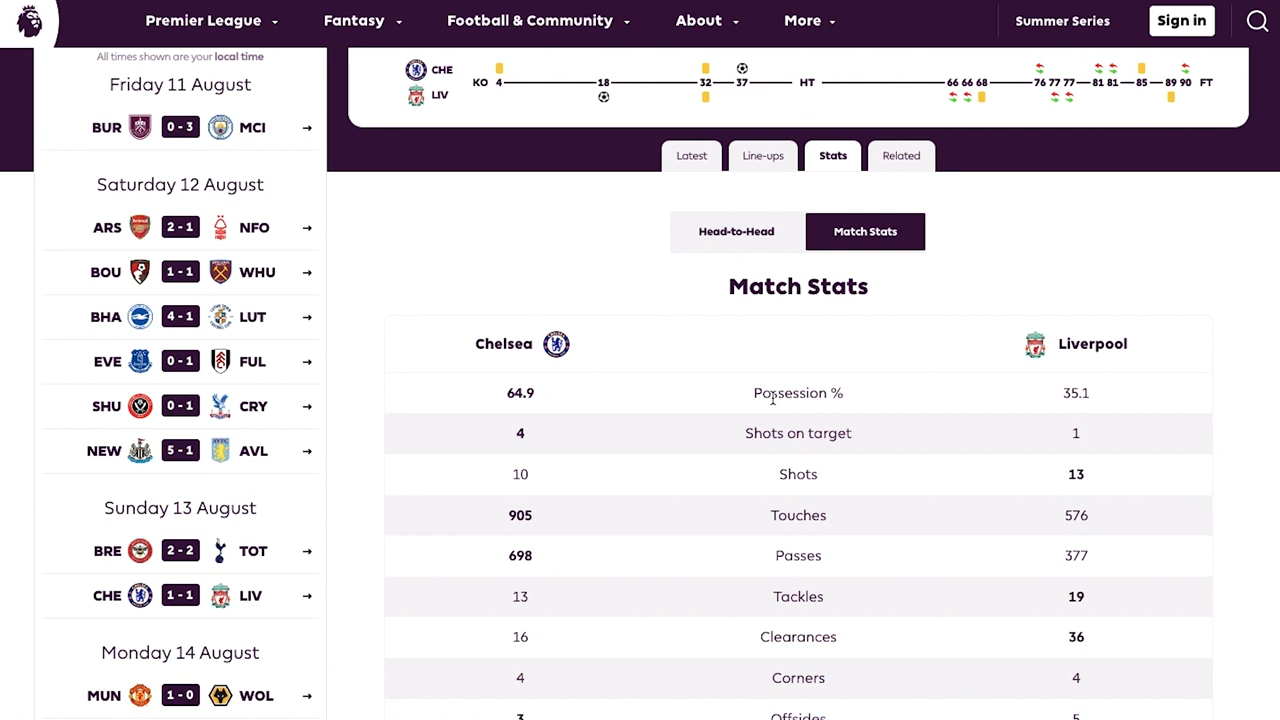 Premier League
Fantasy
Football & Community
About
More
Summer Series
Sign in
All times shown are your local time
Friday 11 August
BUR 0 - 3 MCI →
Saturday 12 August
ARS 2 - 1 NFO →
BOU 1 - 1 WHU →
BHA 4 - 1 LUT →
EVE 0 - 1 FUL →
SHU 0 - 1 CRY →
NEW 5 - 1 AVL →
Sunday 13 August
BRE 2 - 2 TOT →
CHE 1 - 1 LIV →
Monday 14 August
MUN 1 - 0 WOL →
CHE
LIV
KO 4 18 32 37 HT 66 66 68 76 77 77 81 81 85 89 90 FT
Latest
Line-ups
Stats
Related
Head-to-Head
Match Stats
Match Stats
Chelsea Liverpool
64.9 Possession % 35.1
4 Shots on target 1
10 Shots 13
905 Touches 576
698 Passes 377
13 Tackles 19
16 Clearances 36
4 Corners 4
3 Offsides 5